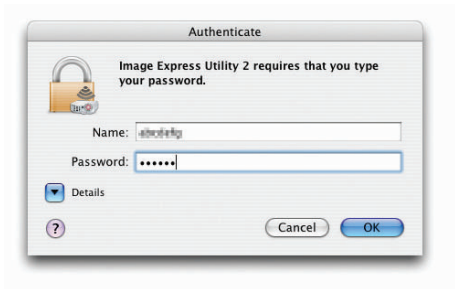 Authenticate
Image Express Utility 2 requires that you type
your password.
Name:
Password: ••••••
Details
?
Cancel
OK